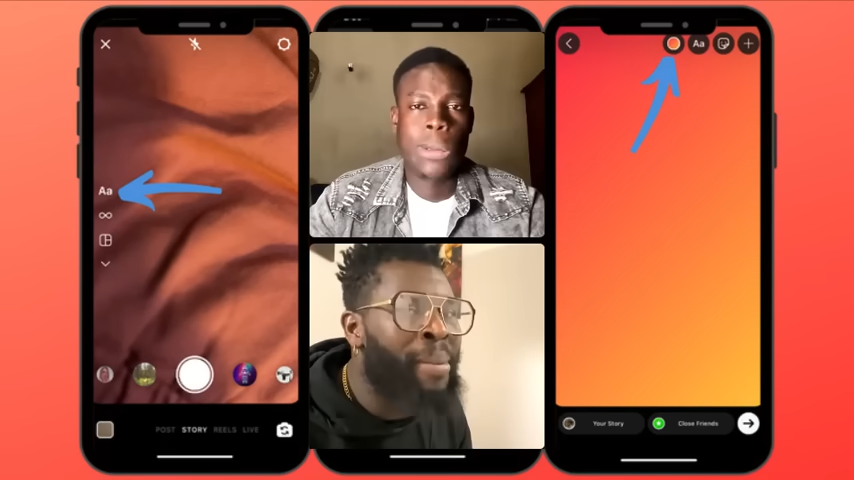 Aa
POST STORY REELS LIVE
Aa
Your Story
Close Friends